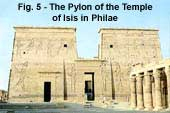 Fig. 5 - The Pylon of the Temple
of Isis in Philae